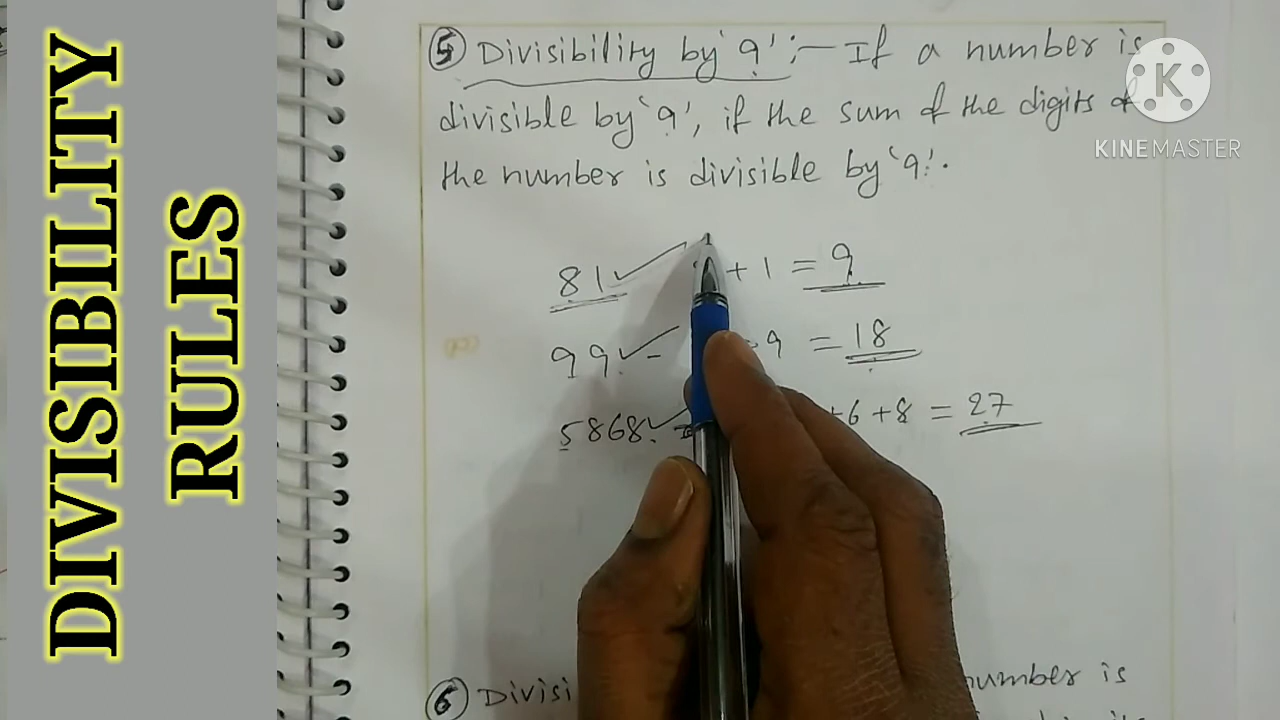 DIVISIBILITY
RULES
⑤ Divisibility by '9' :— If a number is
divisible by '9', if the sum of the digits of
the number is divisible by '9'.
81 ✓ + 1 = 9
99 ✓ - 9 = 18
5868 ✓ +6 +8 = 27
⑥ Divisi number is
K
KINEMASTER